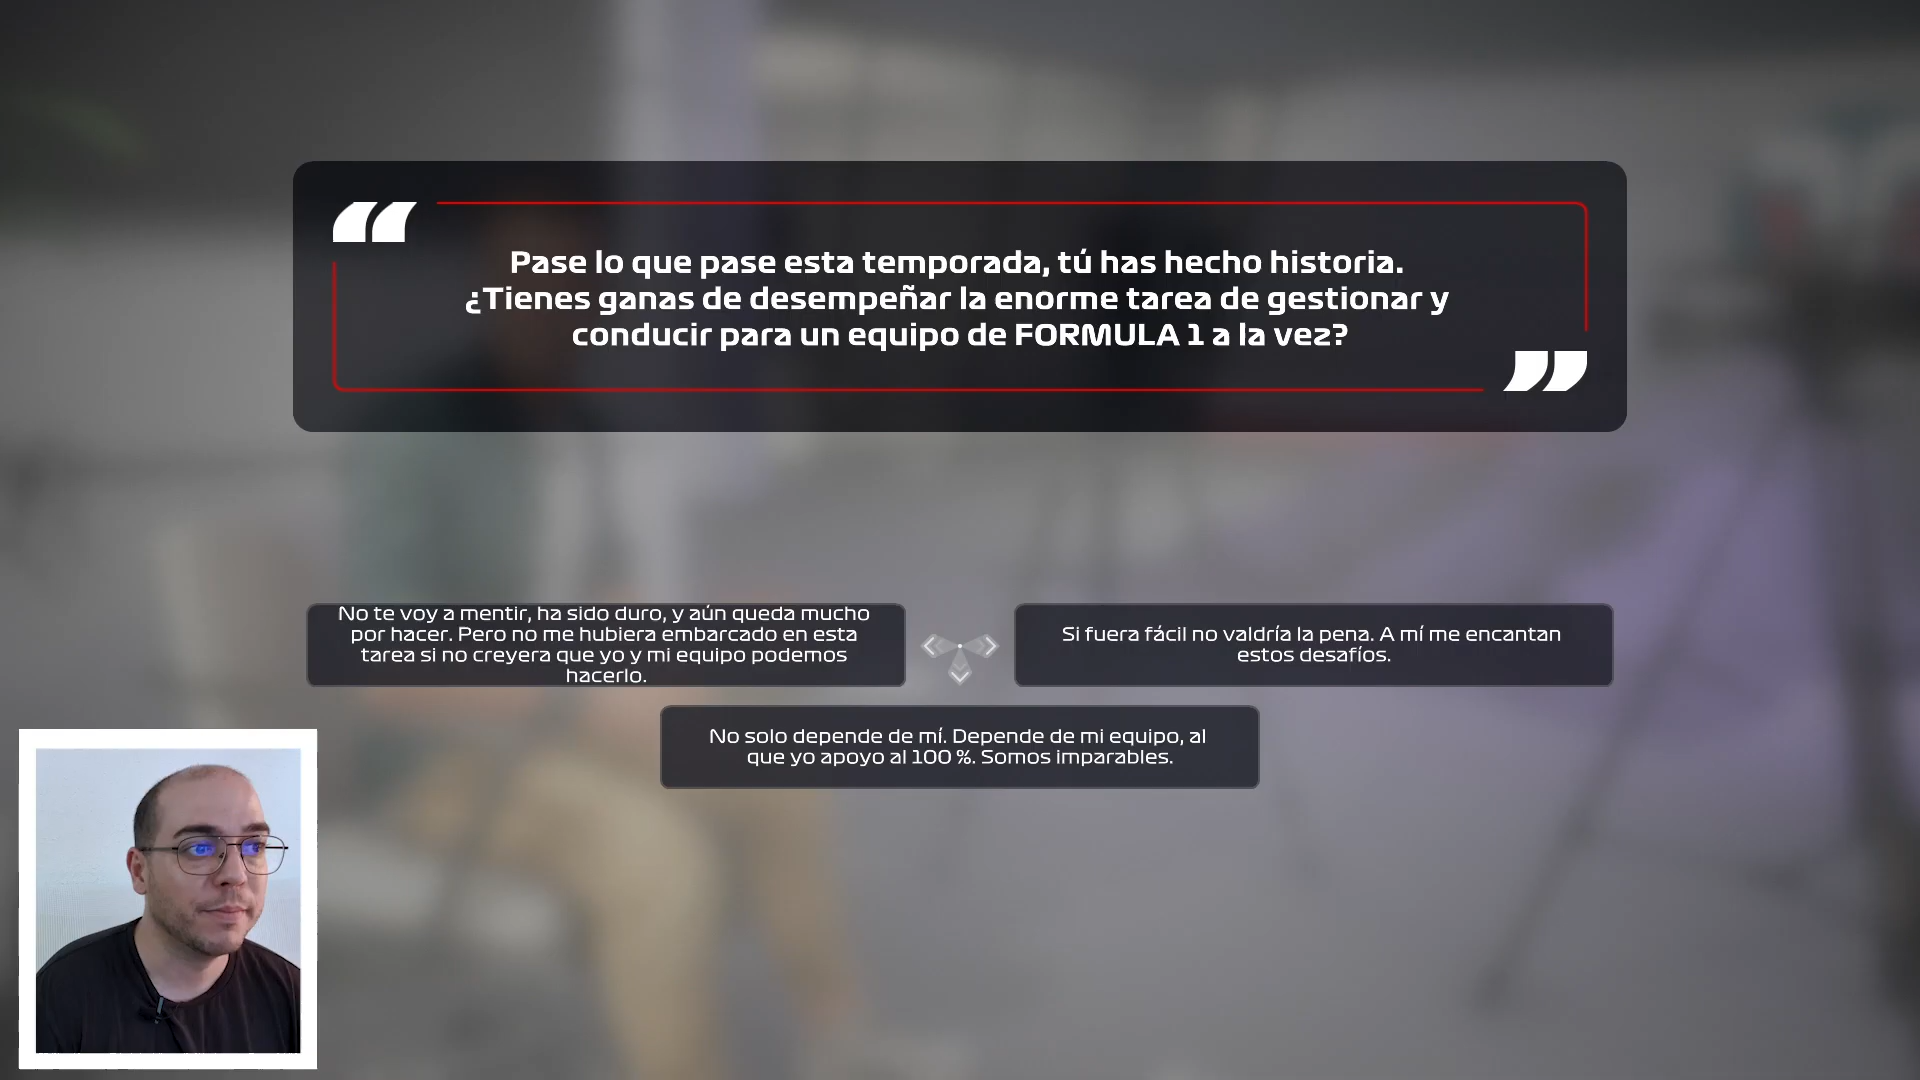 Pase lo que pase esta temporada, tú has hecho historia.
¿Tienes ganas de desempeñar la enorme tarea de gestionar y
conducir para un equipo de FORMULA 1 a la vez?
No te voy a mentir, ha sido duro, y aún queda mucho
por hacer. Pero no me hubiera embarcado en esta
tarea si no creyera que yo y mi equipo podemos
hacerlo.
Si fuera fácil no valdría la pena. A mí me encantan
estos desafíos.
No solo depende de mí. Depende de mi equipo, al
que yo apoyo al 100 %. Somos imparables.